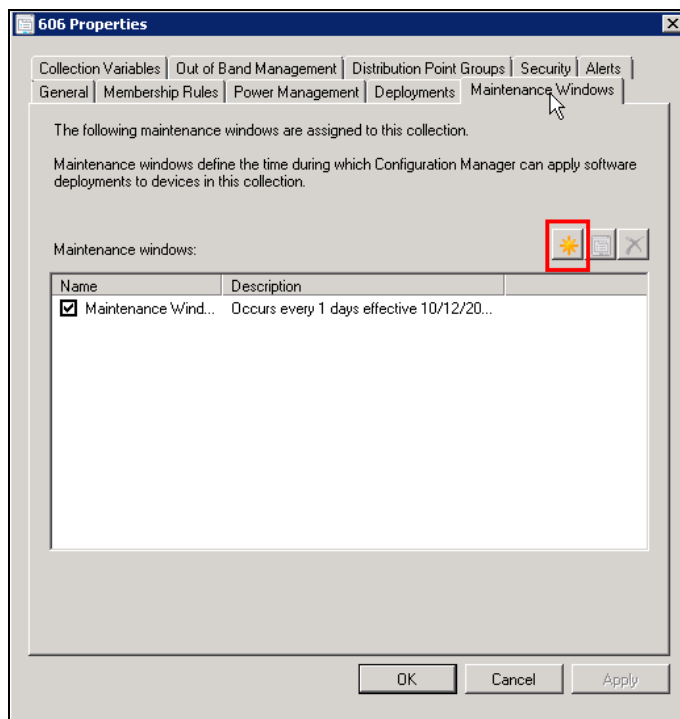 606 Properties
Collection Variables Out of Band Management Distribution Point Groups Security Alerts
General Membership Rules Power Management Deployments Maintenance Windows
The following maintenance windows are assigned to this collection.
Maintenance windows define the time during which Configuration Manager can apply software
deployments to devices in this collection.
Maintenance windows:
Name Description
Maintenance Wind... Occurs every 1 days effective 10/12/20...
OK Cancel Apply